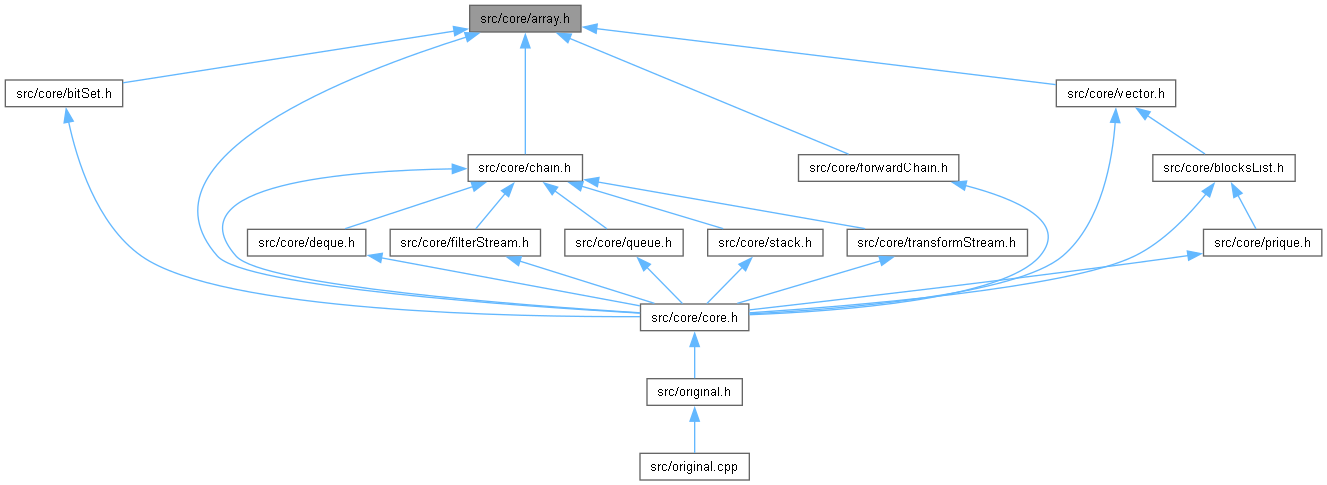 src/core/array.h
src/core/bitSet.h
src/core/vector.h
src/core/chain.h
src/core/forwardChain.h
src/core/blocksList.h
src/core/deque.h
src/core/filterStream.h
src/core/queue.h
src/core/stack.h
src/core/transformStream.h
src/core/prique.h
src/core/core.h
src/original.h
src/original.cpp